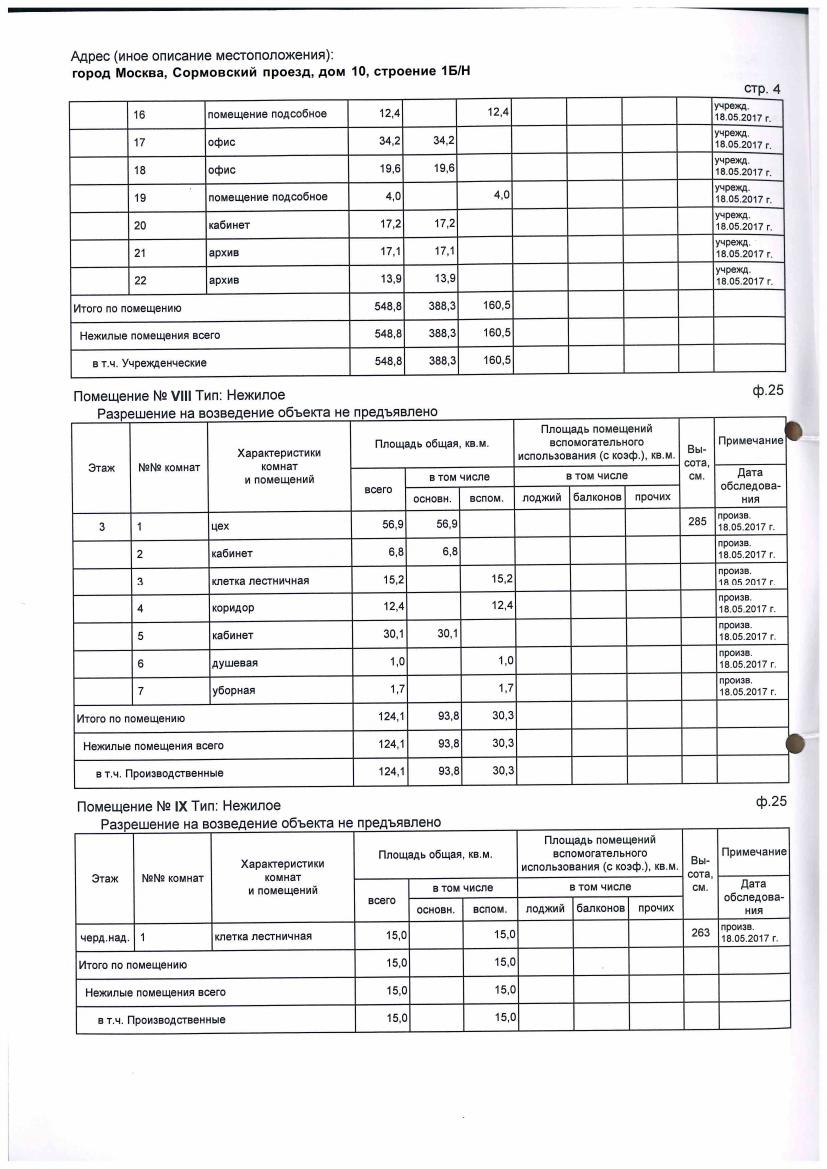 Адрес (иное описание местоположения):
город Москва, Сормовский проезд, дом 10, строение 1Б/Н
стр. 4
16 помещение подсобное 12,4 12,4 учрежд. 18.05.2017 г.
17 офис 34,2 34,2 учрежд. 18.05.2017 г.
18 офис 19,6 19,6 учрежд. 18.05.2017 г.
19 помещение подсобное 4,0 4,0 учрежд. 18.05.2017 г.
20 кабинет 17,2 17,2 учрежд. 18.05.2017 г.
21 архив 17,1 17,1 учрежд. 18.05.2017 г.
22 архив 13,9 13,9 учрежд. 18.05.2017 г.
Итого по помещению 548,8 388,3 160,5
Нежилые помещения всего 548,8 388,3 160,5
в т.ч. Учрежденческие 548,8 388,3 160,5
Помещение № VIII Тип: Нежилое ф.25
Разрешение на возведение объекта не предъявлено
Этаж
№№ комнат
Характеристики
комнат
и помещений
Площадь общая, кв.м.
всего
в том числе
основн. вспом.
Площадь помещений
вспомогательного
использования (с коэф.), кв.м.
в том числе
лоджий балконов прочих
Вы-
сота,
см.
Примечание
Дата
обследова-
ния
3 1 цех 56,9 56,9 285 произв. 18.05.2017 г.
2 кабинет 6,8 6,8 произв. 18.05.2017 г.
3 клетка лестничная 15,2 15,2 произв. 18.05.2017 г.
4 коридор 12,4 12,4 произв. 18.05.2017 г.
5 кабинет 30,1 30,1 произв. 18.05.2017 г.
6 душевая 1,0 1,0 произв. 18.05.2017 г.
7 уборная 1,7 1,7 произв. 18.05.2017 г.
Итого по помещению 124,1 93,8 30,3
Нежилые помещения всего 124,1 93,8 30,3
в т.ч. Производственные 124,1 93,8 30,3
Помещение № IX Тип: Нежилое ф.25
Разрешение на возведение объекта не предъявлено
Этаж
№№ комнат
Характеристики
комнат
и помещений
Площадь общая, кв.м.
всего
в том числе
основн. вспом.
Площадь помещений
вспомогательного
использования (с коэф.), кв.м.
в том числе
лоджий балконов прочих
Вы-
сота,
см.
Примечание
Дата
обследова-
ния
черд.над. 1 клетка лестничная 15,0 15,0 263 произв. 18.05.2017 г.
Итого по помещению 15,0 15,0
Нежилые помещения всего 15,0 15,0
в т.ч. Производственные 15,0 15,0